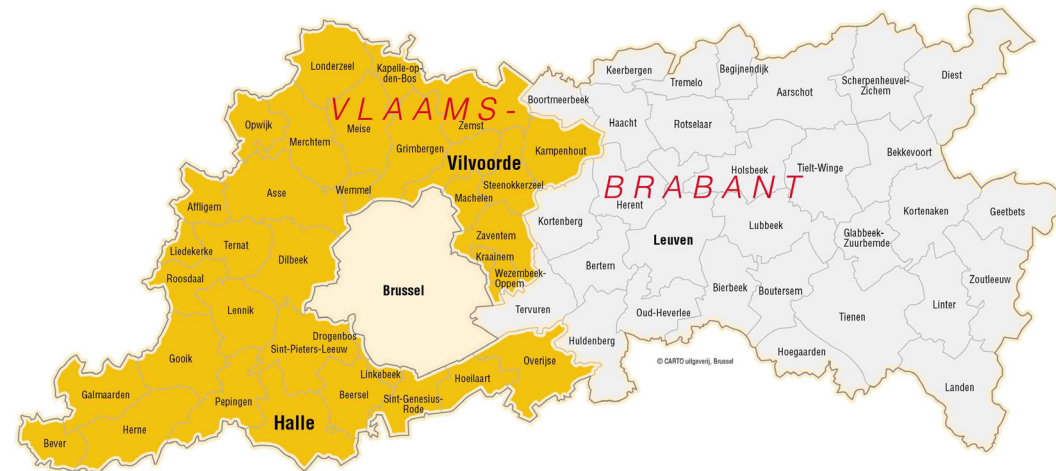 Londerzeel
Kapelle-op-
den-Bos
VLAAMS-
Opwijk
Merchtem
Meise
Zemst
Grimbergen
Vilvoorde
Kampenhout
Steenokkerzeel
Machelen
Asse
Wemmel
Affligem
Ternat
Liedekerke
Dilbeek
Roosdaal
Zaventem
Kraainem
Wezembeek-
Oppem
Brussel
Lennik
Drogenbos
Sint-Pieters-Leeuw
Gooik
Linkebeek
Beersel
Sint-Genesius-
Rode
Hoeilaart
Overijse
Galmaarden
Pepingen
Halle
Herne
Bever
Boortmeerbeek
Keerbergen
Tremelo
Begijnendijk
Aarschot
Scherpenheuvel-
Zichem
Diest
Haacht
Rotselaar
Holsbeek
Tielt-Winge
Bekkevoort
BRABANT
Herent
Kortenberg
Leuven
Lubbeek
Glabbeek-
Zuurbemde
Kortenaken
Geetbets
Bertem
Bierbeek
Boutersem
Zoutleeuw
Linter
Tervuren
Oud-Heverlee
Tienen
Huldenberg
Hoegaarden
Landen
© CARTO uitgeverij, Brussel